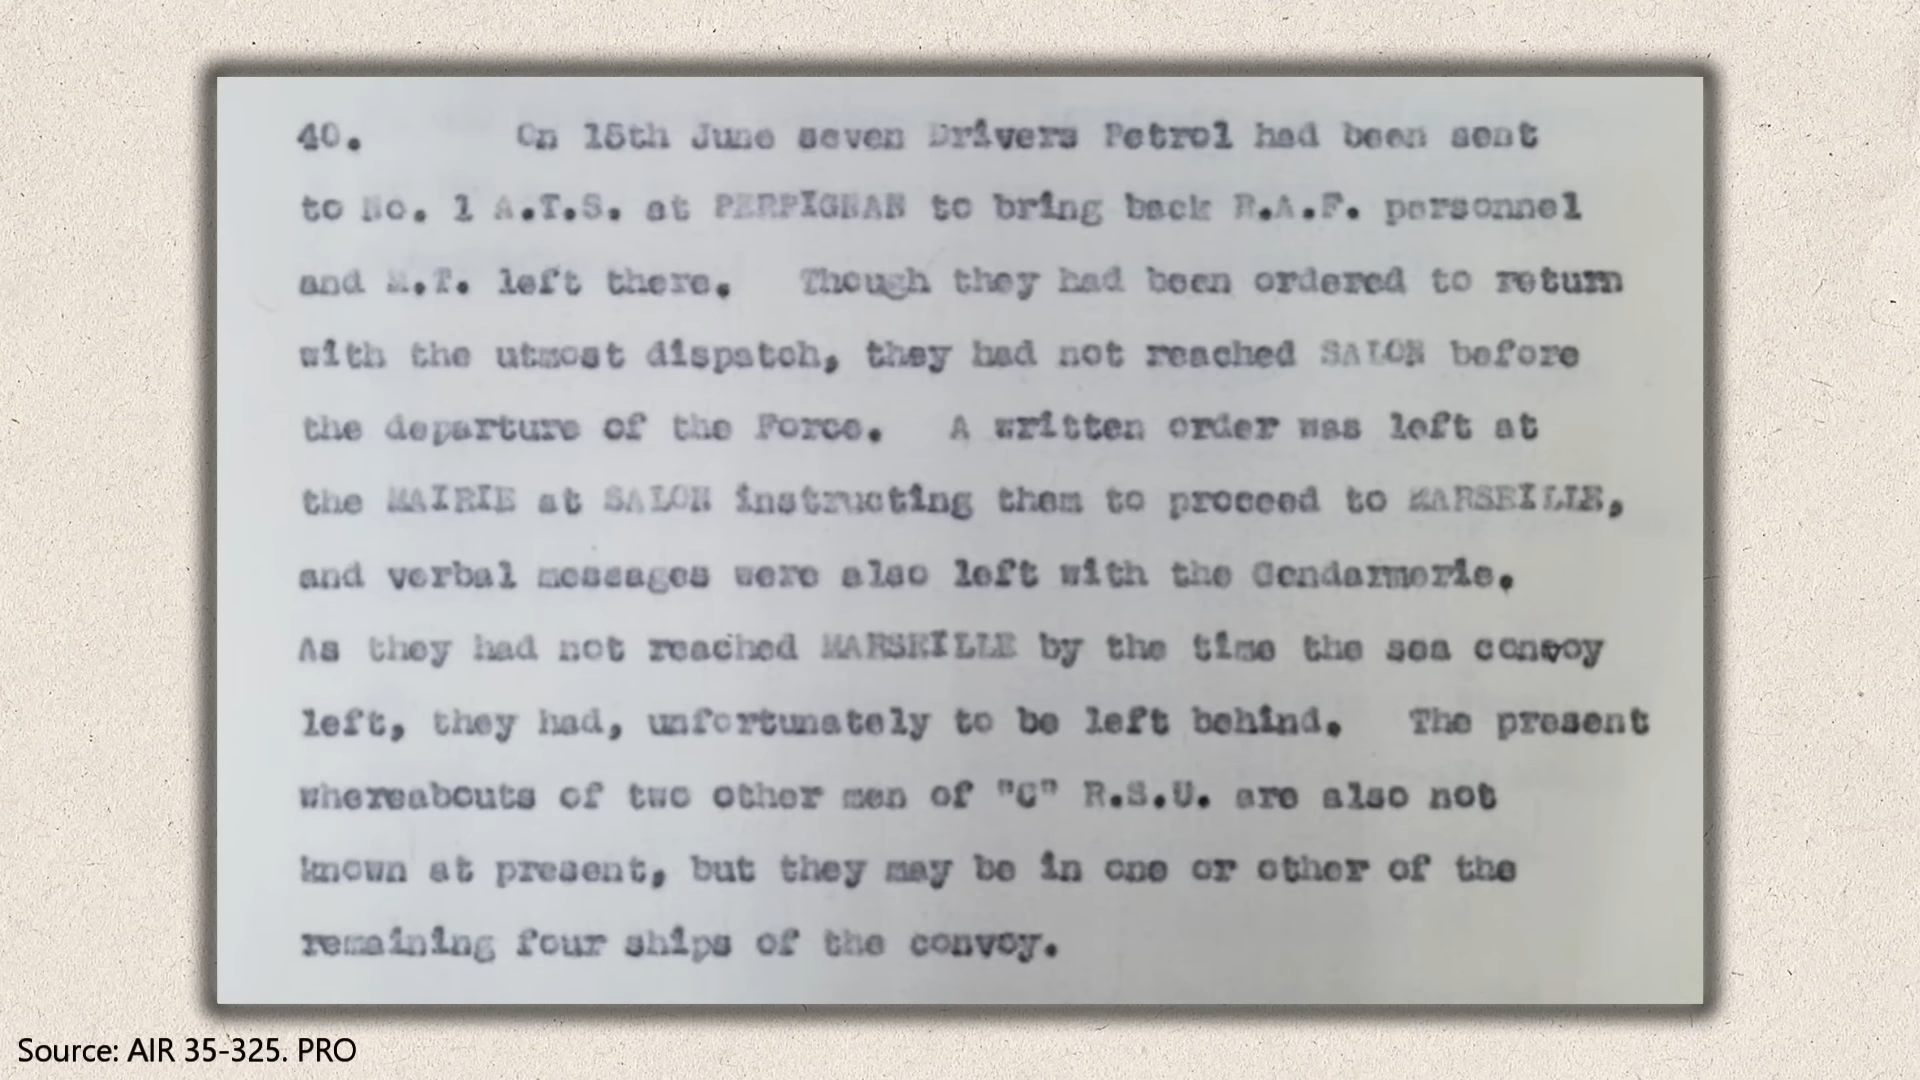 40. On 15th June seven Drivers Petrol had been sent
to No. 1 A.T.S. at PERPIGNAN to bring back R.A.F. personnel
and M.T. left there. Though they had been ordered to return
with the utmost dispatch, they had not reached SALON before
the departure of the Force. A written order was left at
the MAIRIE at SALON instructing them to proceed to MARSEILLE,
and verbal messages were also left with the Gendarmerie.
As they had not reached MARSEILLE by the time the sea convoy
left, they had, unfortunately to be left behind. The present
whereabouts of two other men of "C" R.S.U. are also not
known at present, but they may be in one or other of the
remaining four ships of the convoy.
Source: AIR 35-325. PRO